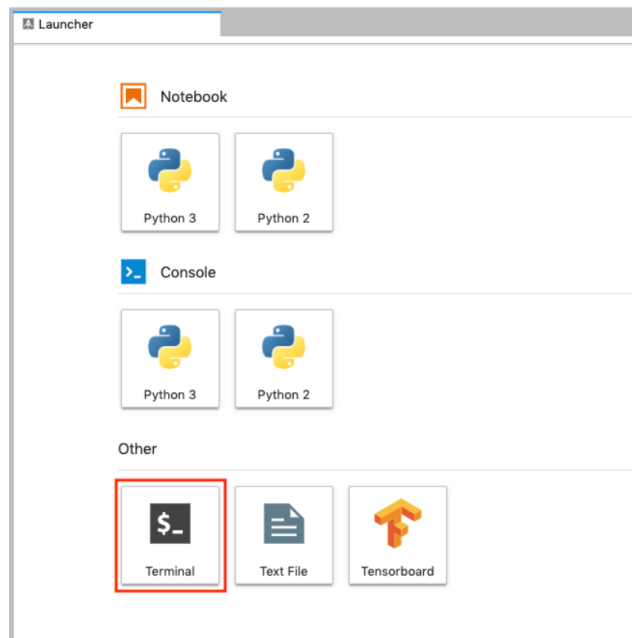 Launcher
Notebook
Python 3 Python 2
Console
Python 3 Python 2
Other
$_
Terminal Text File Tensorboard